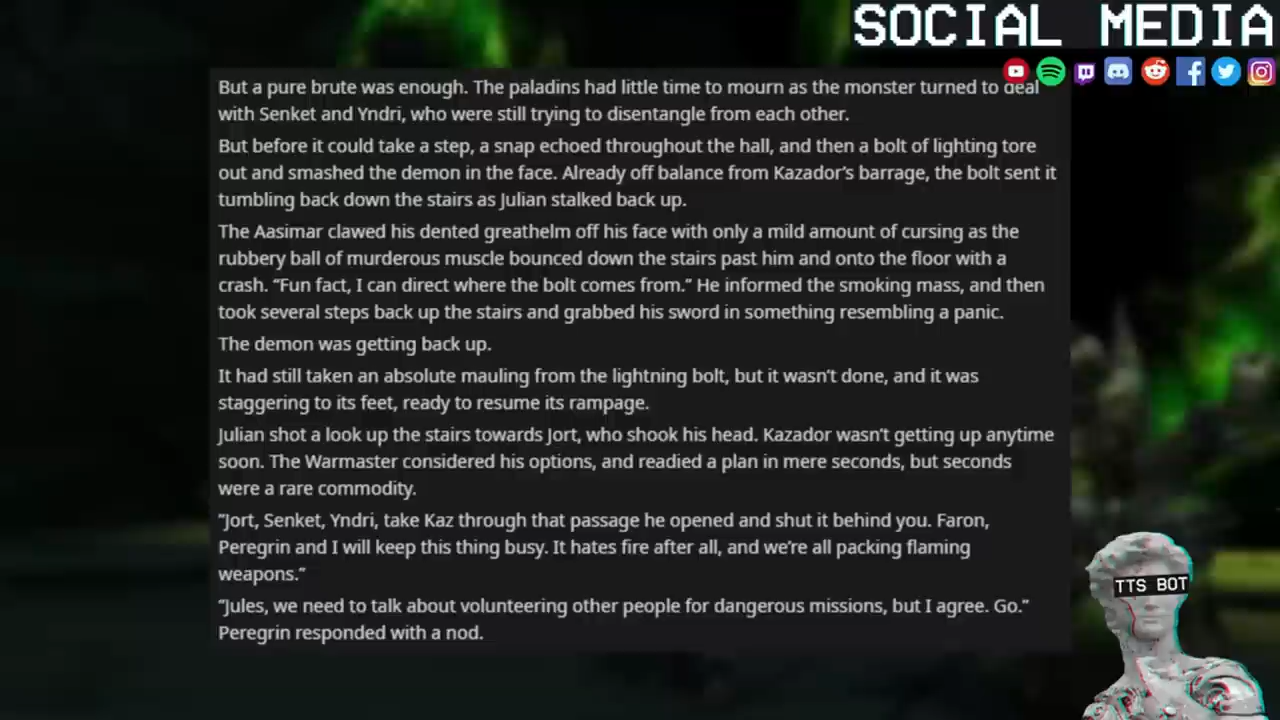 SOCIAL MEDIA
But a pure brute was enough. The paladins had little time to mourn as the monster turned to deal
with Senket and Yndri, who were still trying to disentangle from each other.
But before it could take a step, a snap echoed throughout the hall, and then a bolt of lighting tore
out and smashed the demon in the face. Already off balance from Kazador’s barrage, the bolt sent it
tumbling back down the stairs as Julian stalked back up.
The Aasimar clawed his dented greathelm off his face with only a mild amount of cursing as the
rubbery ball of murderous muscle bounced down the stairs past him and onto the floor with a
crash. “Fun fact, I can direct where the bolt comes from.” He informed the smoking mass, and then
took several steps back up the stairs and grabbed his sword in something resembling a panic.
The demon was getting back up.
It had still taken an absolute mauling from the lightning bolt, but it wasn’t done, and it was
staggering to its feet, ready to resume its rampage.
Julian shot a look up the stairs towards Jort, who shook his head. Kazador wasn’t getting up anytime
soon. The Warmaster considered his options, and readied a plan in mere seconds, but seconds
were a rare commodity.
“Jort, Senket, Yndri, take Kaz through that passage he opened and shut it behind you. Faron,
Peregrin and I will keep this thing busy. It hates fire after all, and we’re all packing flaming
weapons.”
“Jules, we need to talk about volunteering other people for dangerous missions, but I agree. Go.”
Peregrin responded with a nod.
TTS BOT